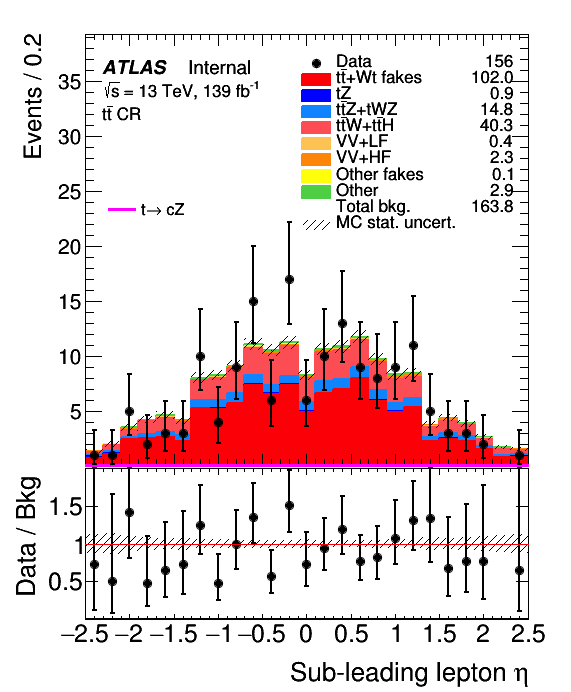 Events / 0.2
35
30
25
20
15
10
5
ATLAS Internal
√s = 13 TeV, 139 fb⁻¹
tt̄ CR
t→ cZ
Data 156
tt̄+Wt fakes 102.0
tZ 0.9
tt̄Z+tWZ 14.8
tt̄W+tt̄H 40.3
VV+LF 0.4
VV+HF 2.3
Other fakes 0.1
Other 2.9
Total bkg. 163.8
MC stat. uncert.
Data / Bkg
1.5
1
0.5
−2.5 −2 −1.5 −1 −0.5 0 0.5 1 1.5 2 2.5
Sub-leading lepton η